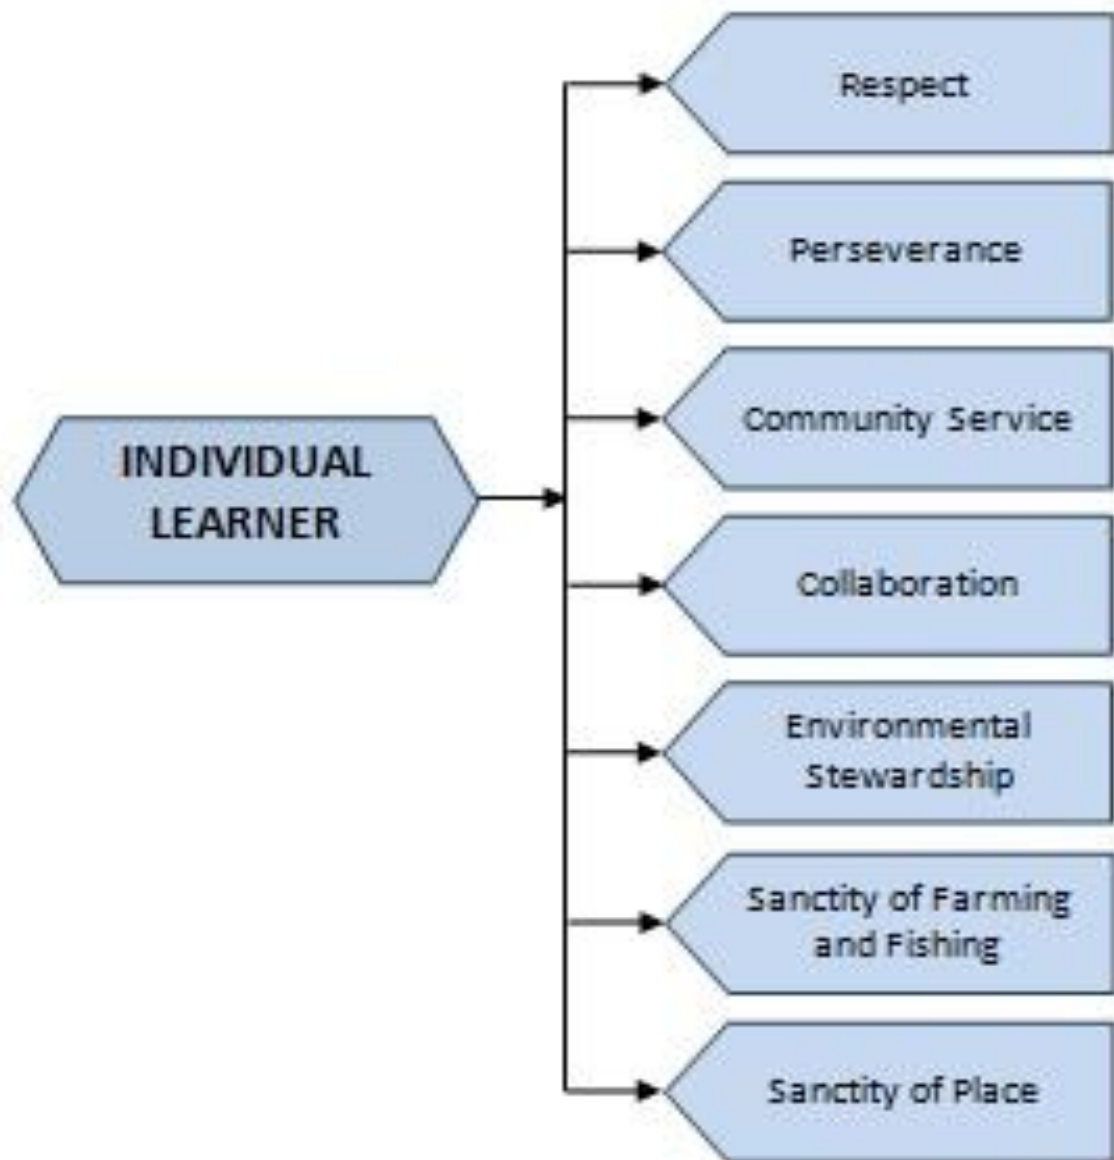 Respect
Perseverance
Community Service
INDIVIDUAL
LEARNER
Collaboration
Environmental
Stewardship
Sanctity of Farming
and Fishing
Sanctity of Place